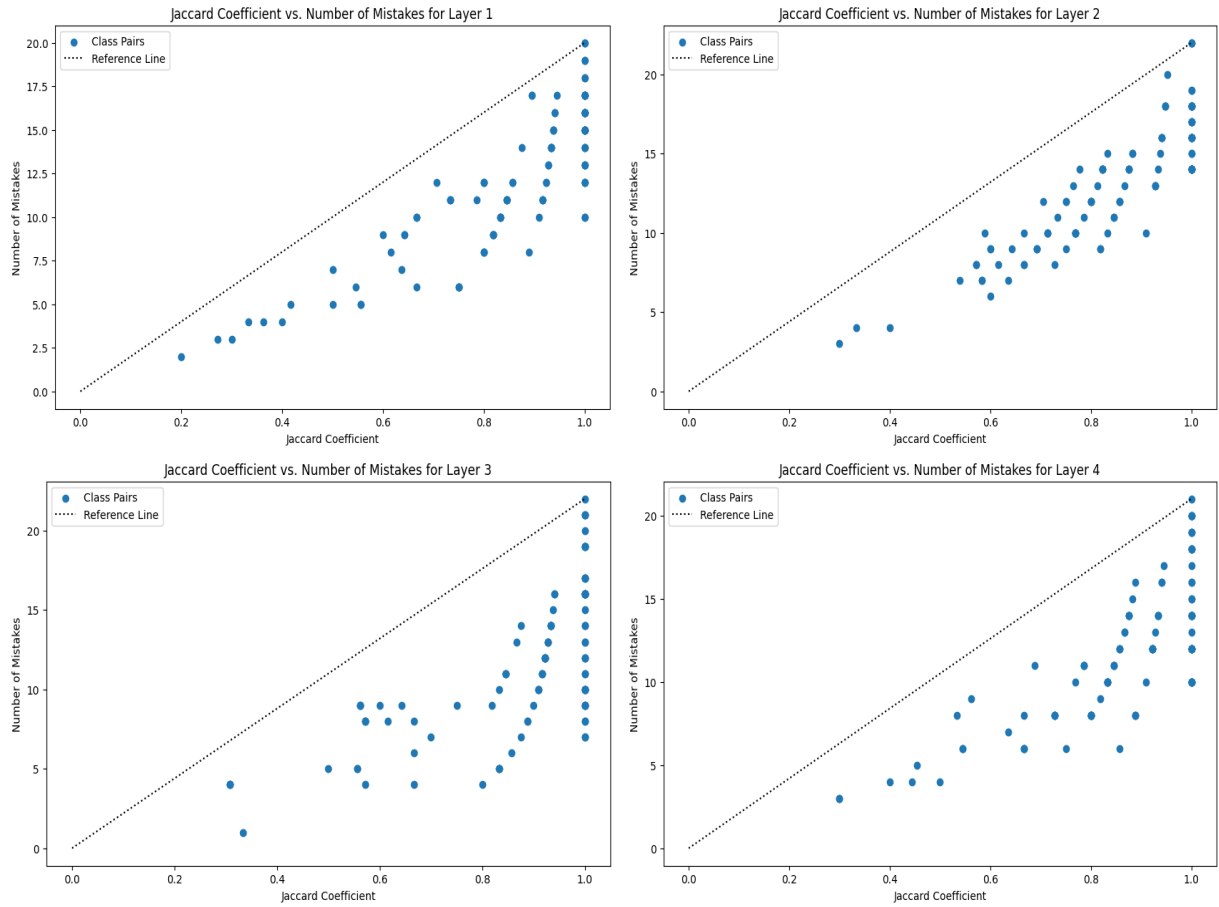 Jaccard Coefficient vs. Number of Mistakes for Layer 1
Class Pairs
Reference Line
20.0
17.5
15.0
12.5
10.0
7.5
5.0
2.5
0.0
Number of Mistakes
0.0 0.2 0.4 0.6 0.8 1.0
Jaccard Coefficient
Jaccard Coefficient vs. Number of Mistakes for Layer 2
Class Pairs
Reference Line
20
15
10
5
0
Number of Mistakes
0.0 0.2 0.4 0.6 0.8 1.0
Jaccard Coefficient
Jaccard Coefficient vs. Number of Mistakes for Layer 3
Class Pairs
Reference Line
20
15
10
5
0
Number of Mistakes
0.0 0.2 0.4 0.6 0.8 1.0
Jaccard Coefficient
Jaccard Coefficient vs. Number of Mistakes for Layer 4
Class Pairs
Reference Line
20
15
10
5
0
Number of Mistakes
0.0 0.2 0.4 0.6 0.8 1.0
Jaccard Coefficient